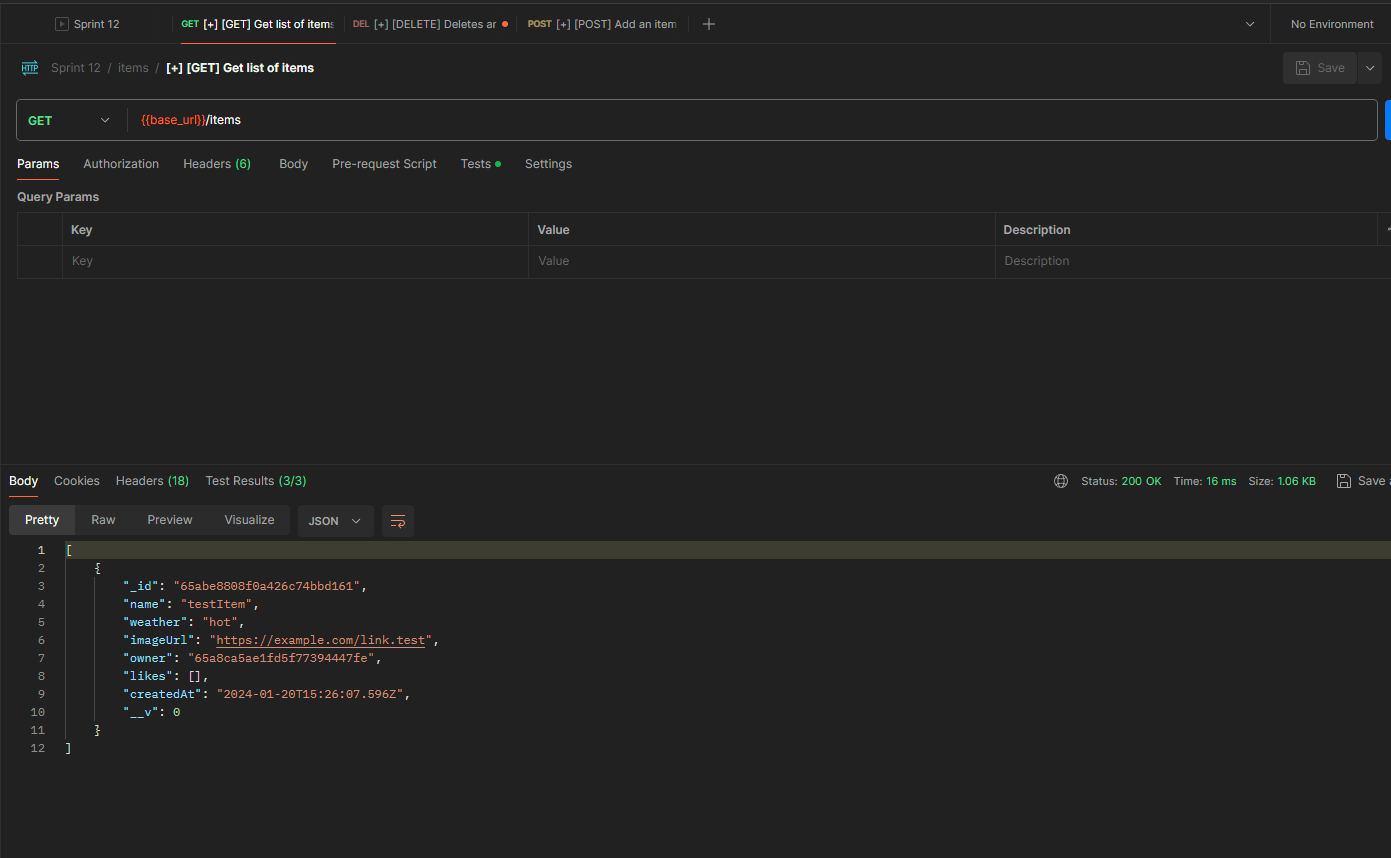 Sprint 12 GET [+] [GET] Get list of items DEL [+] [DELETE] Deletes ar POST [+] [POST] Add an item No Environment
HTTP Sprint 12 / items / [+] [GET] Get list of items Save
GET {{base_url}}/items
Params Authorization Headers (6) Body Pre-request Script Tests Settings
Query Params
Key Value Description
Key Value Description
Body Cookies Headers (18) Test Results (3/3) Status: 200 OK Time: 16 ms Size: 1.06 KB Save a
Pretty Raw Preview Visualize JSON
1 [
2 {
3 "_id": "65abe8808f0a426c74bbd161",
4 "name": "testItem",
5 "weather": "hot",
6 "imageUrl": "https://example.com/link.test",
7 "owner": "65a8ca5ae1fd5f77394447fe",
8 "likes": [],
9 "createdAt": "2024-01-20T15:26:07.596Z",
10 "__v": 0
11 }
12 ]